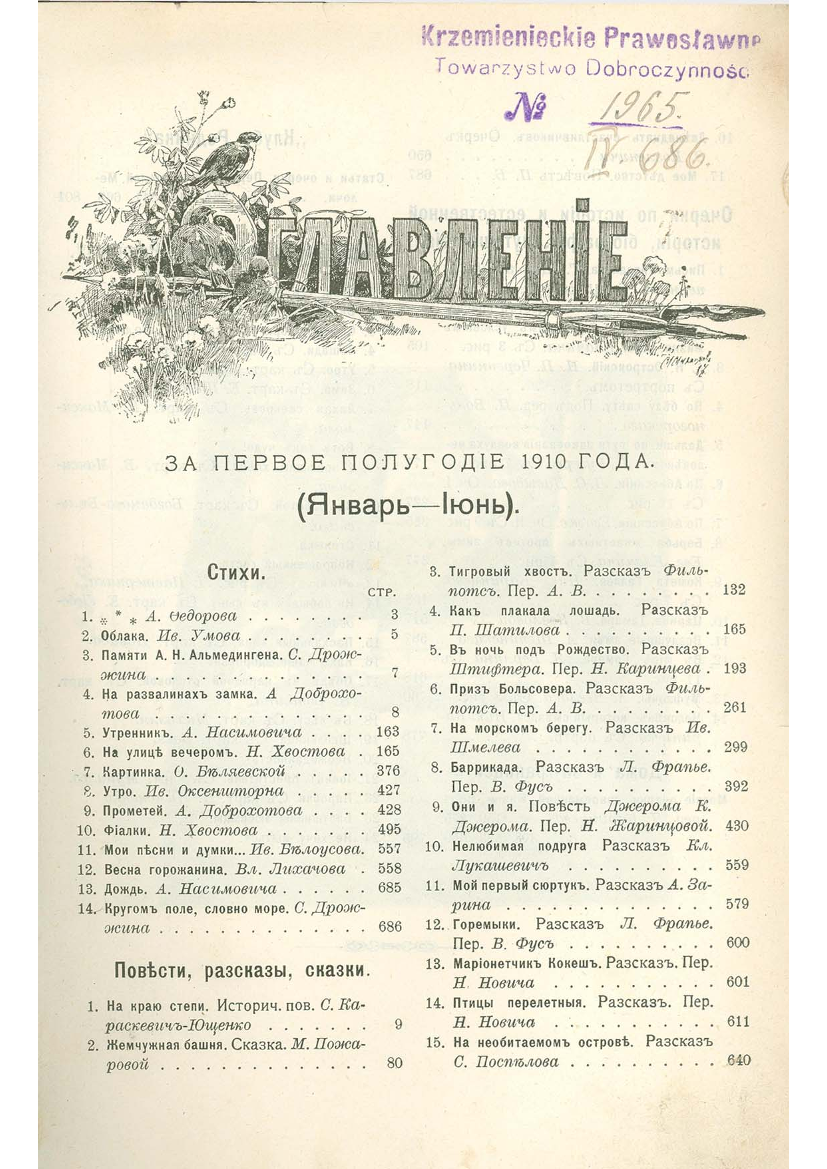 Krzemienieckie Prawosławne
Towarzystwo Dobroczynności
№ 1965.
IV. 686.
ОГЛАВЛЕНІЕ
ЗА ПЕРВОЕ ПОЛУГОДІЕ 1910 ГОДА.
(Январь—Іюнь).
Стихи.
СТР.
1. * * * А. Ѳедорова . . . . . . . . 3
2. Облака. Ив. Умова . . . . . . . . 5
3. Памяти А. Н. Альмедингена. С. Дрож-
жина . . . . . . . . . . . . . . 7
4. На развалинахъ замка. А Доброхо-
това . . . . . . . . . . . . . . 8
5. Утренник. А. Насимовича . . . . 163
6. На улицѣ вечеромъ. Н. Хвостова . 165
7. Картинка. О. Бѣляевской . . . . . 376
8. Утро. Ив. Оксеншторна . . . . . 427
9. Прометей. А. Доброхотова . . . . 428
10. Фіалки. Н. Хвостова . . . . . . . 495
11. Мои пѣсни и думки... Ив. Бѣлоусова. 557
12. Весна горожанина. Вл. Лихачова . 558
13. Дождь. А. Насимовича . . . . . . 685
14. Кругомъ поле, словно море. С. Дрож-
жина . . . . . . . . . . . . . . 686
Повѣсти, разсказы, сказки.
1. На краю степи. Историч. пов. С. Ка-
раскевичъ-Ющенко . . . . . . . 9
2. Жемчужная башня. Сказка. М. Пожа-
ровой . . . . . . . . . . . . . . 80
3. Тигровый хвостъ. Разсказъ Филь-
потсъ. Пер. А. В. . . . . . . . . 132
4. Какъ плакала лошадь. Разсказъ
П. Шатилова . . . . . . . . . . 165
5. Въ ночь подъ Рождество. Разсказъ
Штифтера. Пер. Н. Каринцева . 193
6. Призъ Больсовера. Разсказъ Филь-
потсъ. Пер. А. В. . . . . . . . . 261
7. На морскомъ берегу. Разсказъ Ив.
Шмелева . . . . . . . . . . . . 299
8. Баррикада. Разсказъ Л. Фрапье.
Пер. В. Фусъ . . . . . . . . . . 392
9. Они и я. Повѣсть Джерома К.
Джерома. Пер. Н. Жаринцовой. 430
10. Нелюбимая подруга Разсказъ Кл.
Лукашевичъ . . . . . . . . . . . 559
11. Мой первый сюртукъ. Разсказъ А. За-
рина . . . . . . . . . . . . . . 579
12. Горемыки. Разсказъ Л. Фрапье.
Пер. В. Фусъ . . . . . . . . . . 600
13. Маріонетчикъ Кокешъ. Разсказъ. Пер.
Н Новича . . . . . . . . . . . . 601
14. Птицы перелетныя. Разсказъ. Пер.
Н. Новича . . . . . . . . . . . 611
15. На необитаемомъ островѣ. Разсказъ
С. Поспѣлова . . . . . . . . . . 640